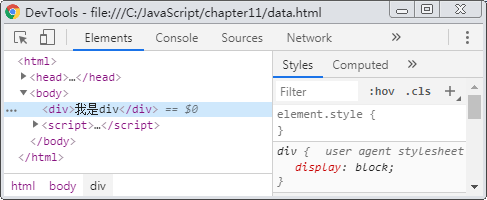 DevTools - file:///C:/JavaScript/chapter11/data.html
Elements Console Sources »
<html>
<head>…</head>
<body>
… <div>我是div</div> == $0
<script>…</script>
</body>
</html>
html body div
Styles Computed »
Filter :hov .cls +
element.style {
}
div { user agent stylesheet
display: block;
}